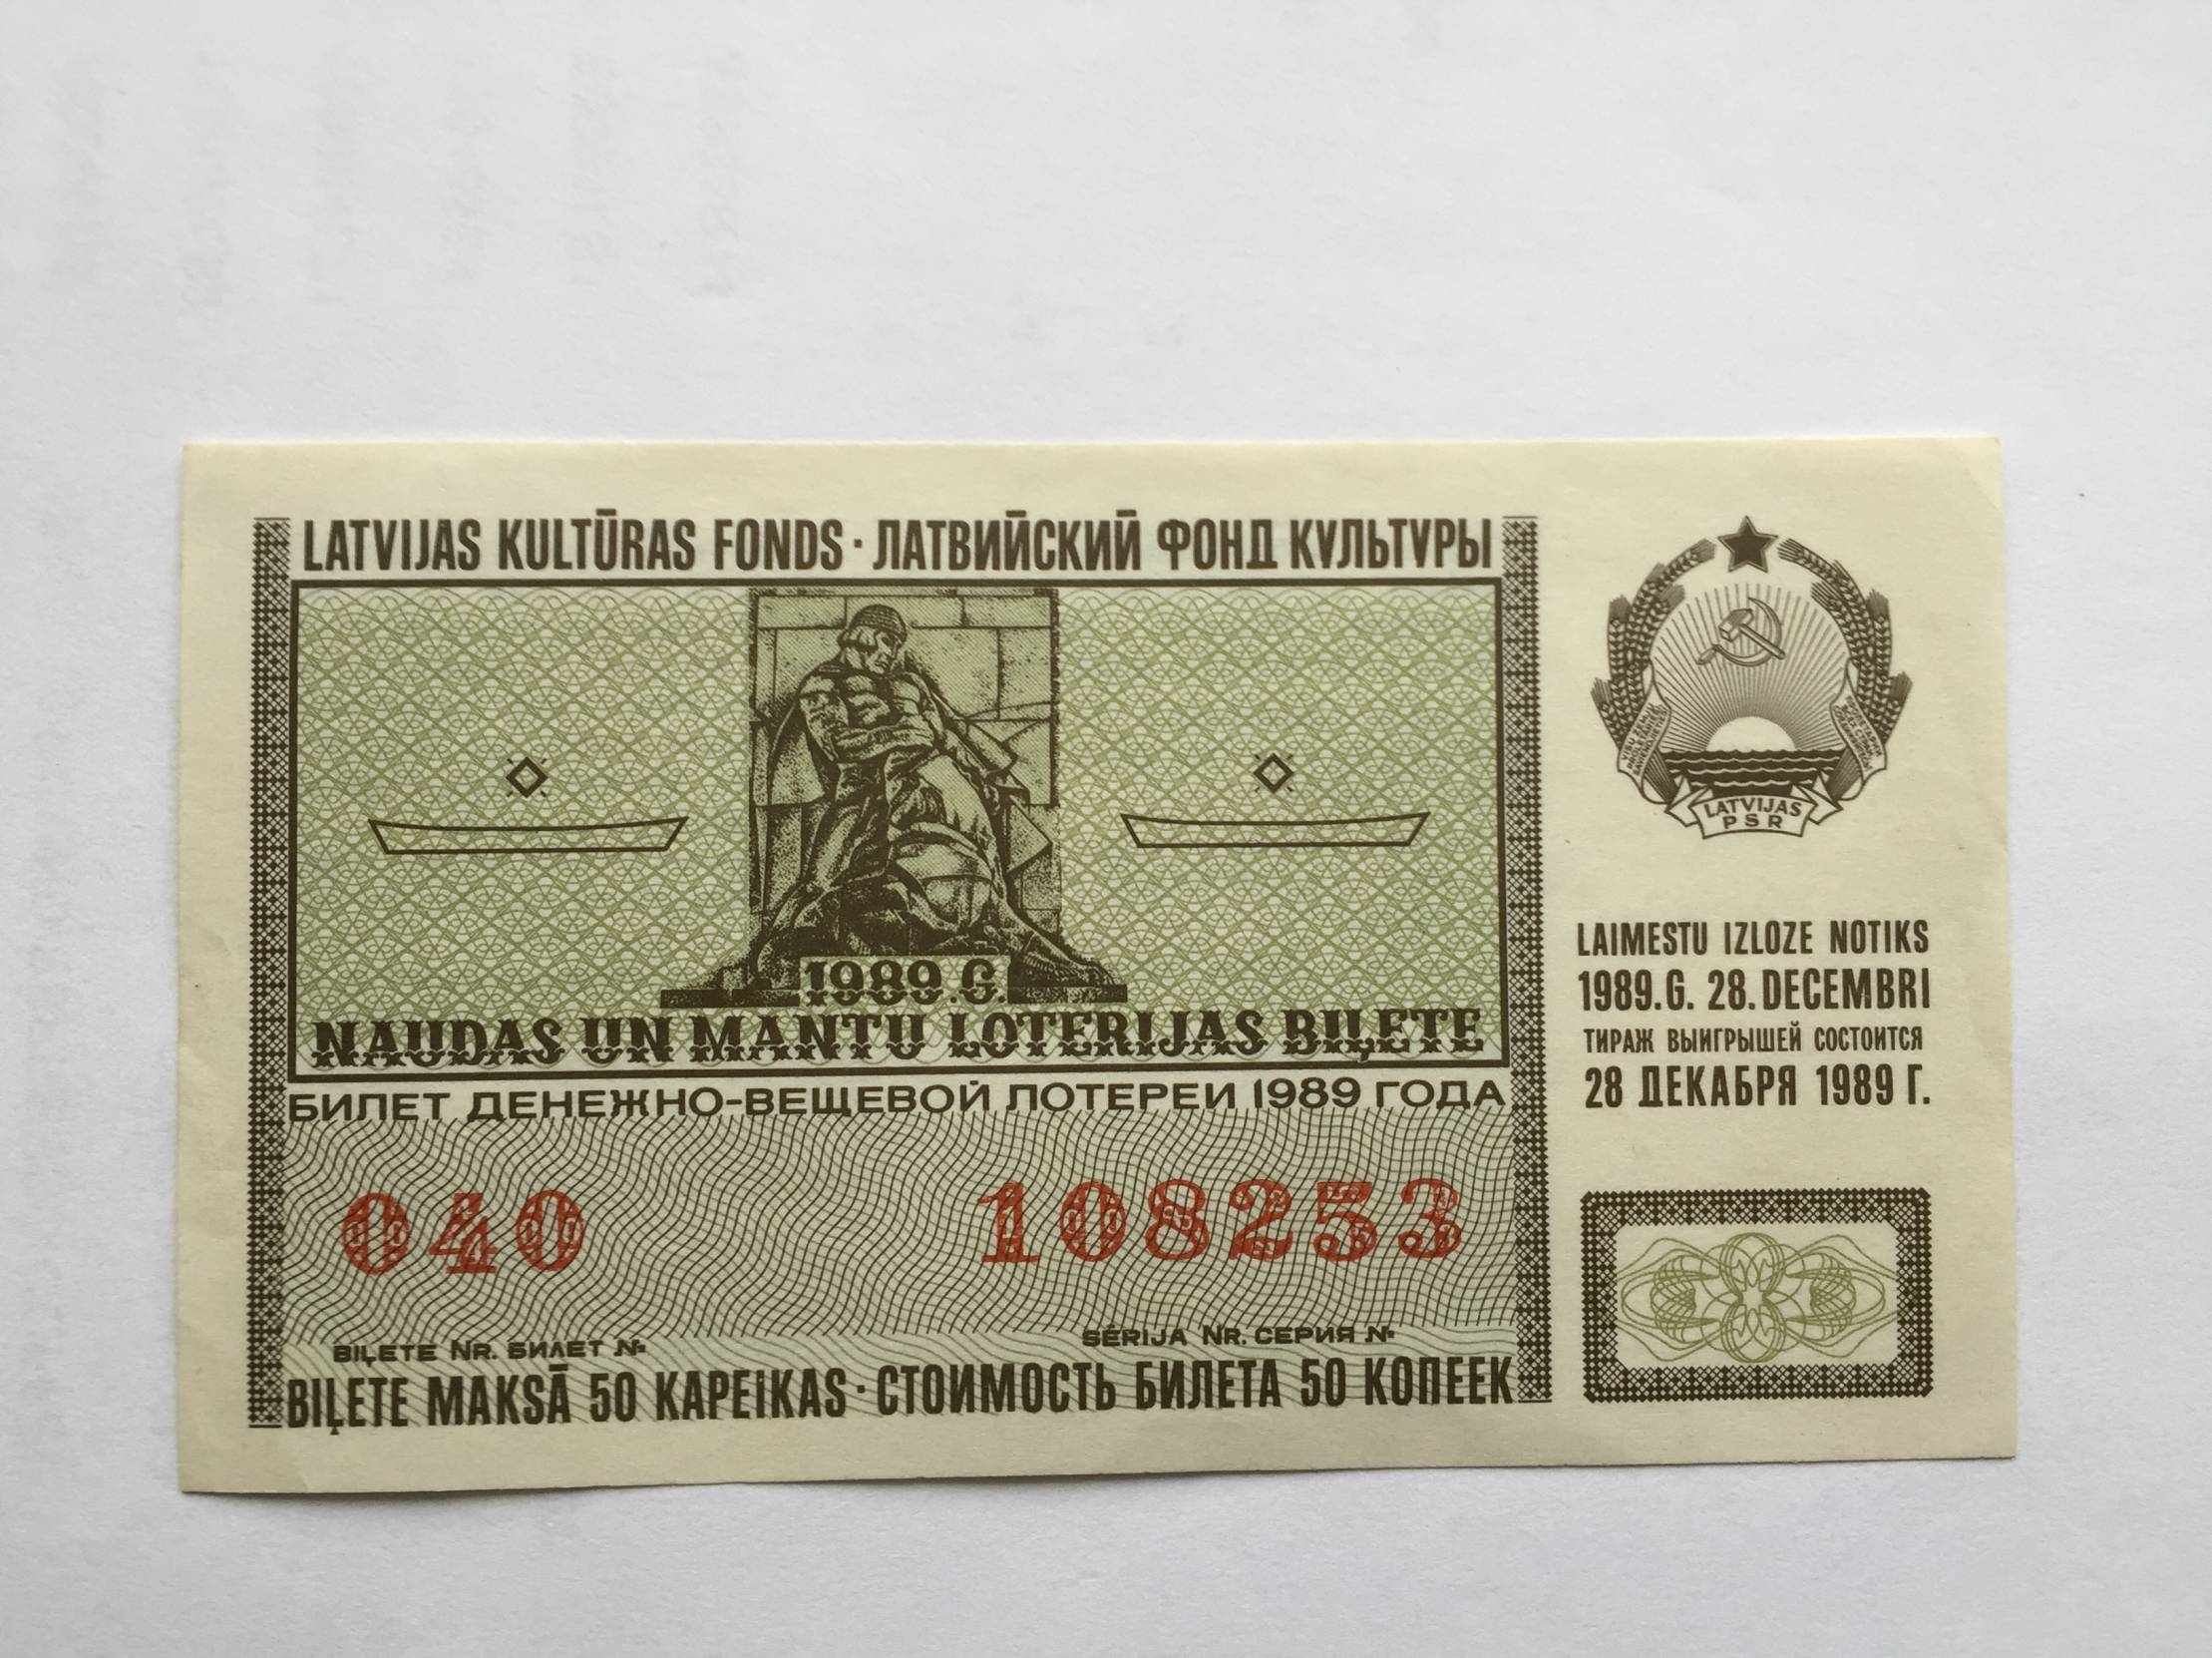 LATVIJAS KULTŪRAS FONDS · ЛАТВИЙСКИЙ ФОНД КУЛЬТУРЫ
1989.G.
NAUDAS UN MANTU LOTERIJAS BIĻETE
БИЛЕТ ДЕНЕЖНО-ВЕЩЕВОЙ ЛОТЕРЕИ 1989 ГОДА
040 108253
BIĻETE NR. БИЛЕТ № SĒRIJA NR. СЕРИЯ №
BIĻETE MAKSĀ 50 KAPEIKAS · СТОИМОСТЬ БИЛЕТА 50 КОПЕЕК
LATVIJAS
PSR
LAIMESTU IZLOZE NOTIKS
1989.G. 28. DECEMBRI
ТИРАЖ ВЫИГРЫШЕЙ СОСТОИТСЯ
28 ДЕКАБРЯ 1989 Г.